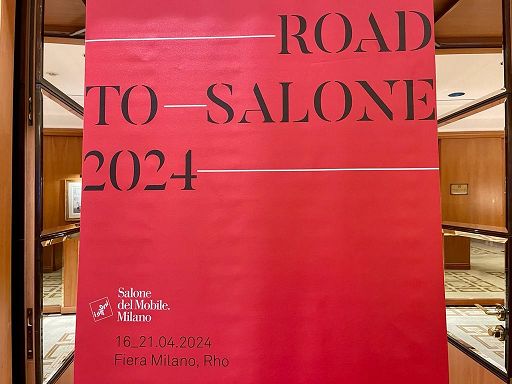 ROAD
TO SALONE
2024
Salone
del Mobile.
Milano
16_21.04.2024
Fiera Milano, Rho